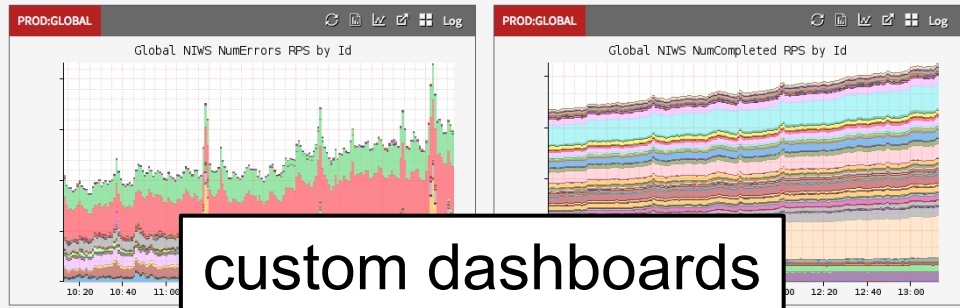 PROD:GLOBAL
Log
Global NIWS NumErrors RPS by Id
10:20 10:40 11:00
PROD:GLOBAL
Log
Global NIWS NumCompleted RPS by Id
12:20 12:40 13:00
custom dashboards